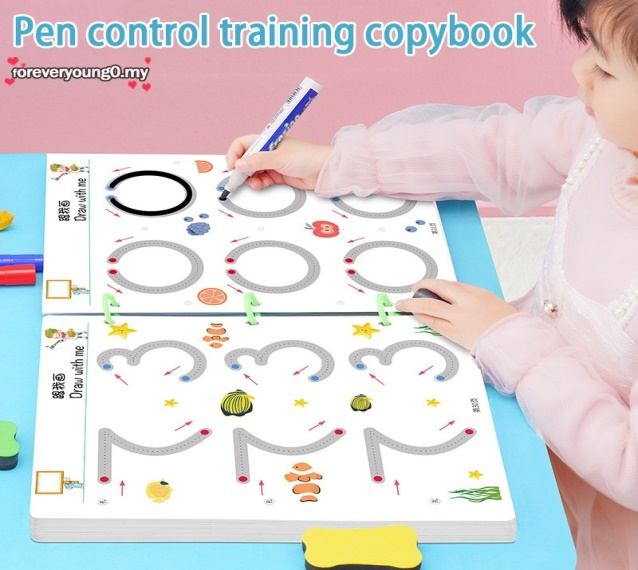 Pen control training copybook
foreveryoung0.my
跟我画
Draw with me
跟我画
Draw with me